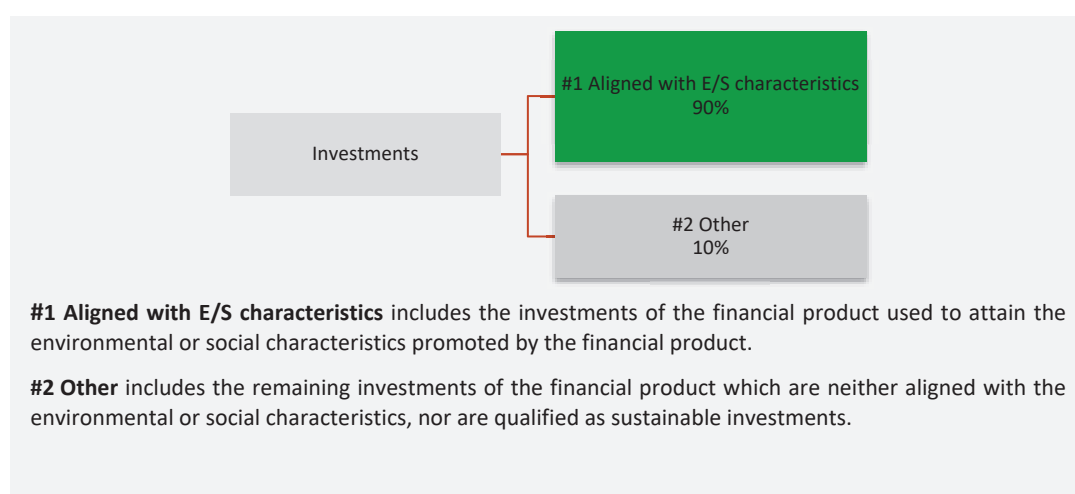 #1 Aligned with E/S characteristics
90%
Investments
#2 Other
10%
#1 Aligned with E/S characteristics includes the investments of the financial product used to attain the
environmental or social characteristics promoted by the financial product.
#2 Other includes the remaining investments of the financial product which are neither aligned with the
environmental or social characteristics, nor are qualified as sustainable investments.